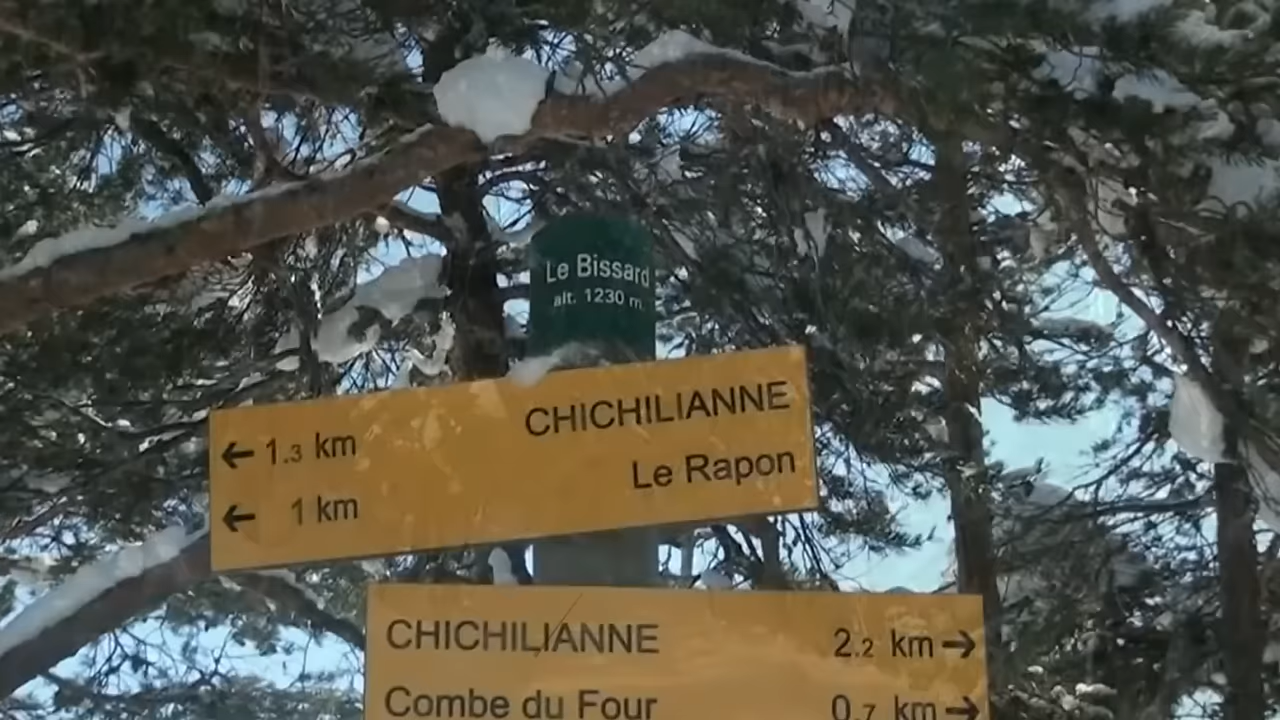 Le Bissard
alt. 1230 m
CHICHILIANNE
← 1.3 km
Le Rapon
← 1 km
CHICHILIANNE 2.2 km →
Combe du Four 0.7 km →